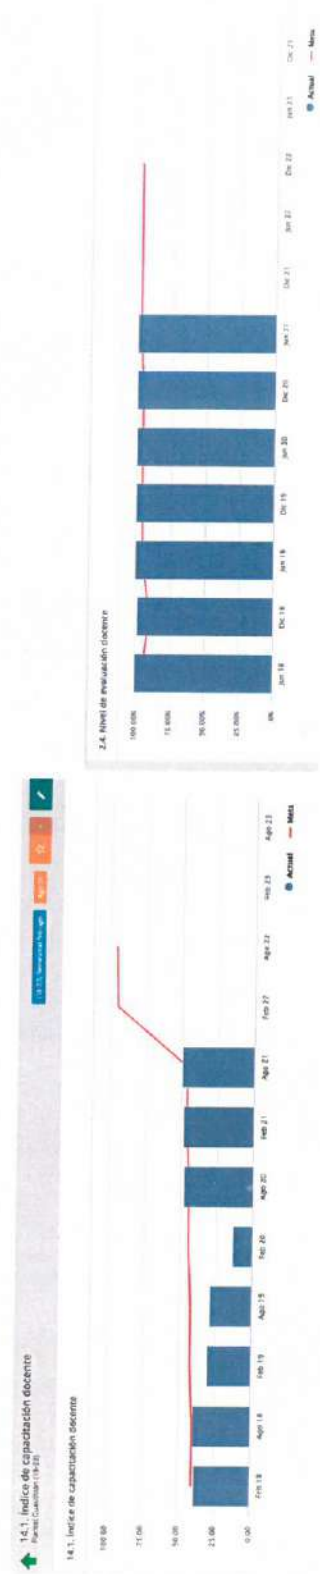 14.1. Índice de capacitación docente
14.1. Índice de capacitación docente
100.00
75.00
50.00
25.00
0.00
Feb 18
Ago 18
Feb 19
Ago 19
Feb 20
Ago 20
Feb 21
Ago 21
Feb 22
Ago 22
Feb 23
Ago 23
Actual
Meta
2.4. Nivel de evaluación docente
100.00%
75.00%
50.00%
25.00%
0%
Jun 18
Dic 18
Jun 19
Dic 19
Jun 20
Dic 20
Jun 21
Dic 21
Jun 22
Dic 22
Actual
Meta